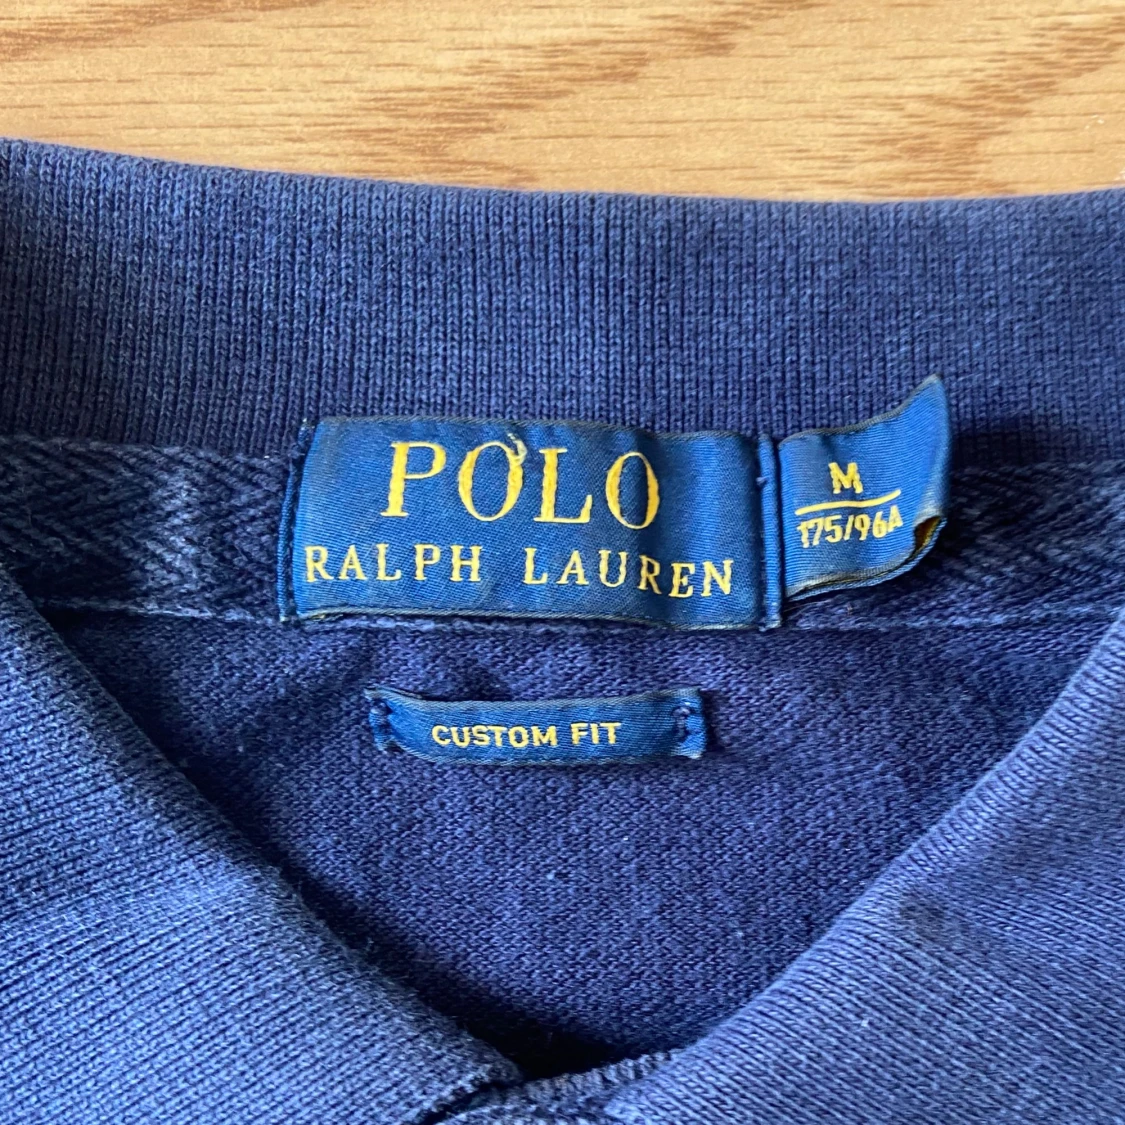 POLO
RALPH LAUREN
M
175/96A
CUSTOM FIT